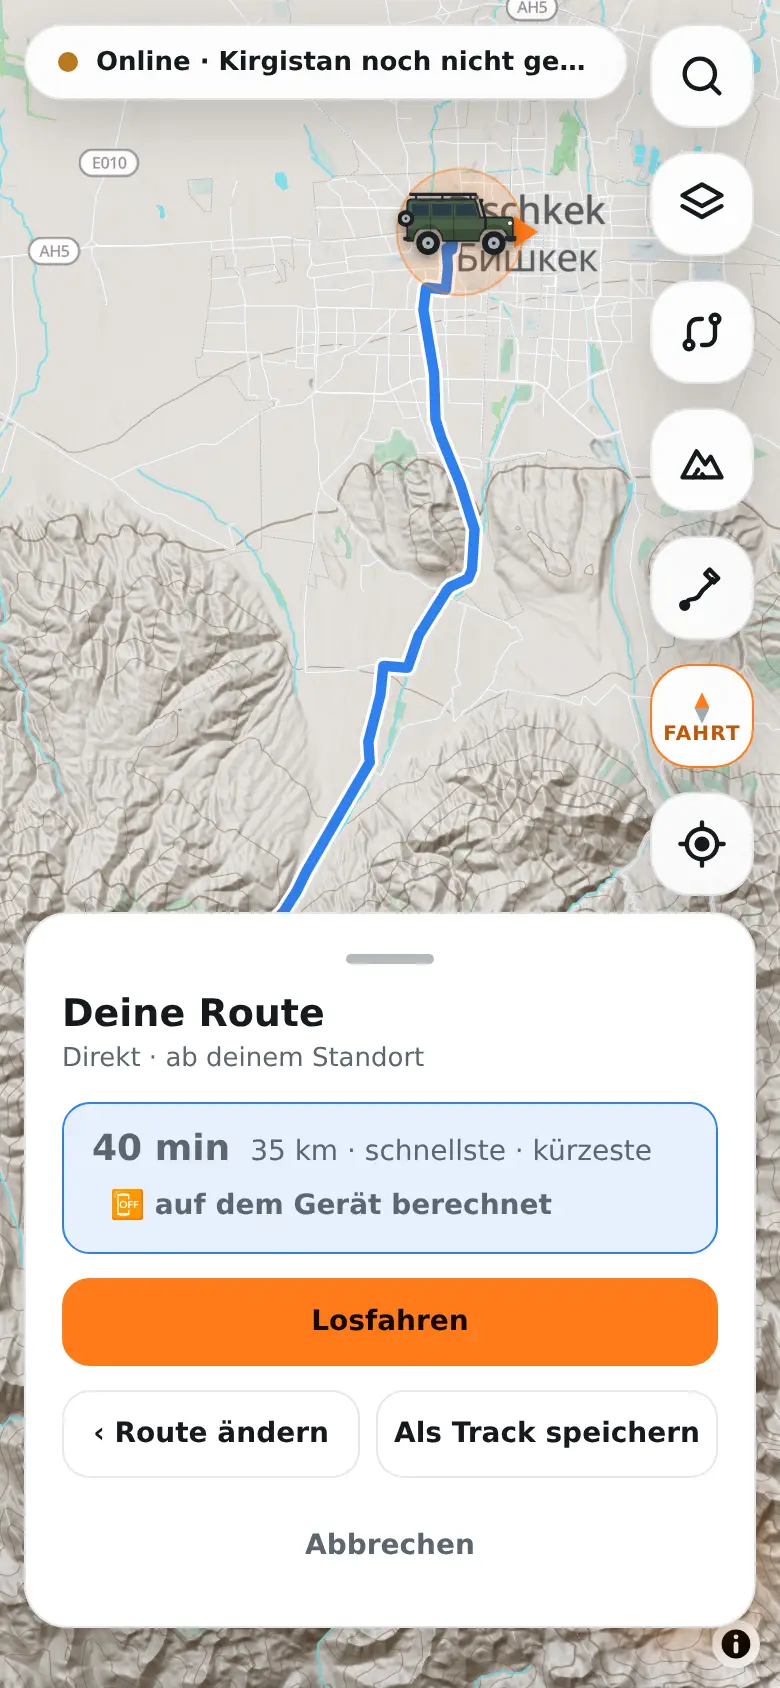 AH5
Online · Kirgistan noch nicht ge…
E010
AH5
schkek
Бишкек
FAHRT
Deine Route
Direkt · ab deinem Standort
40 min 35 km · schnellste · kürzeste
OFF auf dem Gerät berechnet
Losfahren
‹ Route ändern
Als Track speichern
Abbrechen